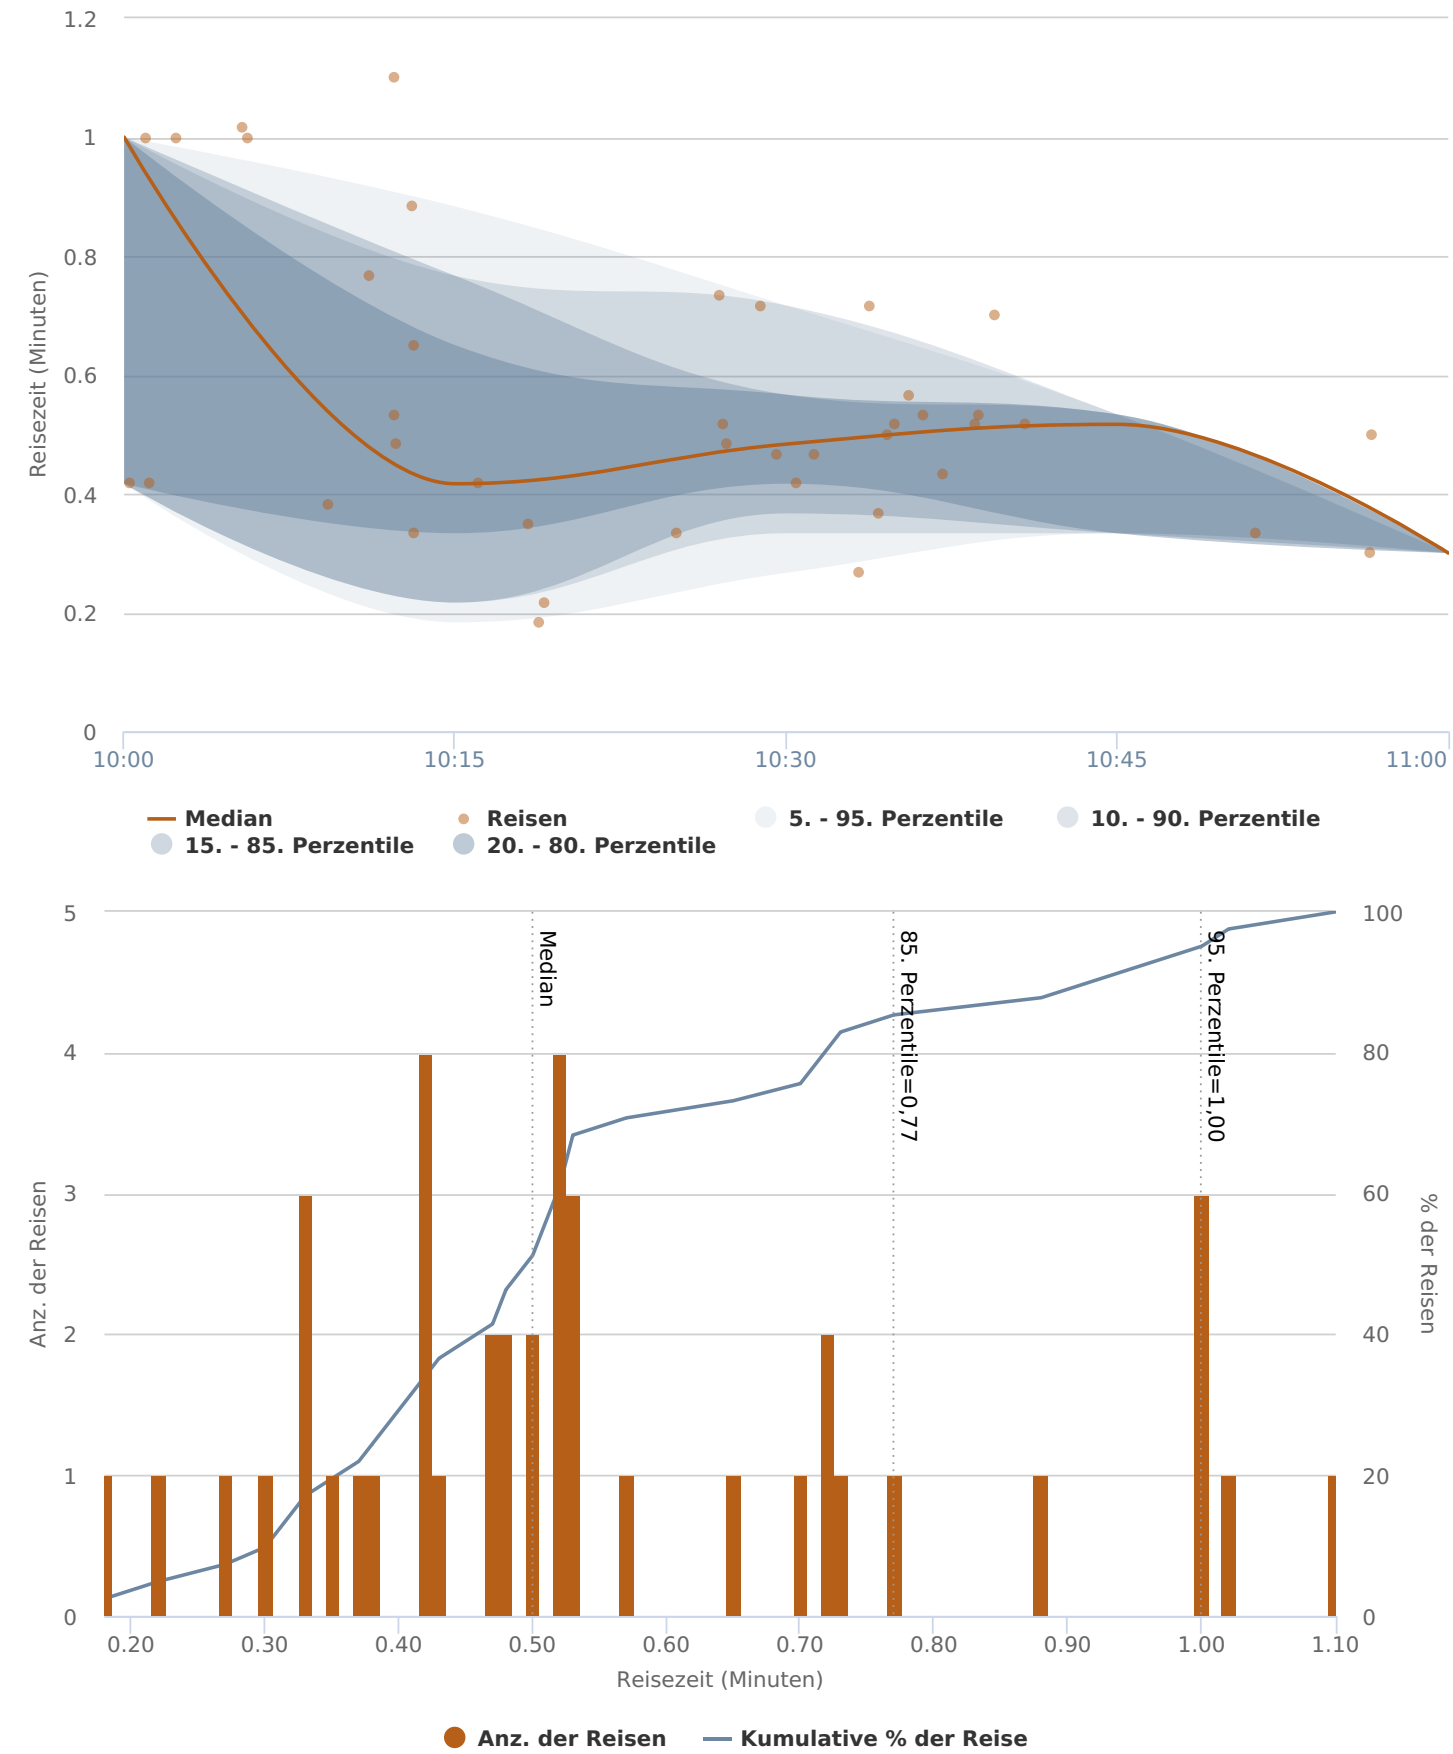 1.2
1
0.8
0.6
0.4
0.2
0
Reisezeit (Minuten)
10:00 10:15 10:30 10:45 11:00
Median Reisen 5. - 95. Perzentile 10. - 90. Perzentile
15. - 85. Perzentile 20. - 80. Perzentile
5 100
4 80
3 60
2 40
1 20
0 0
Anz. der Reisen
% der Reisen
Median
85. Perzentile=0,77
95. Perzentile=1,00
0.20 0.30 0.40 0.50 0.60 0.70 0.80 0.90 1.00 1.10
Reisezeit (Minuten)
Anz. der Reisen Kumulative % der Reise